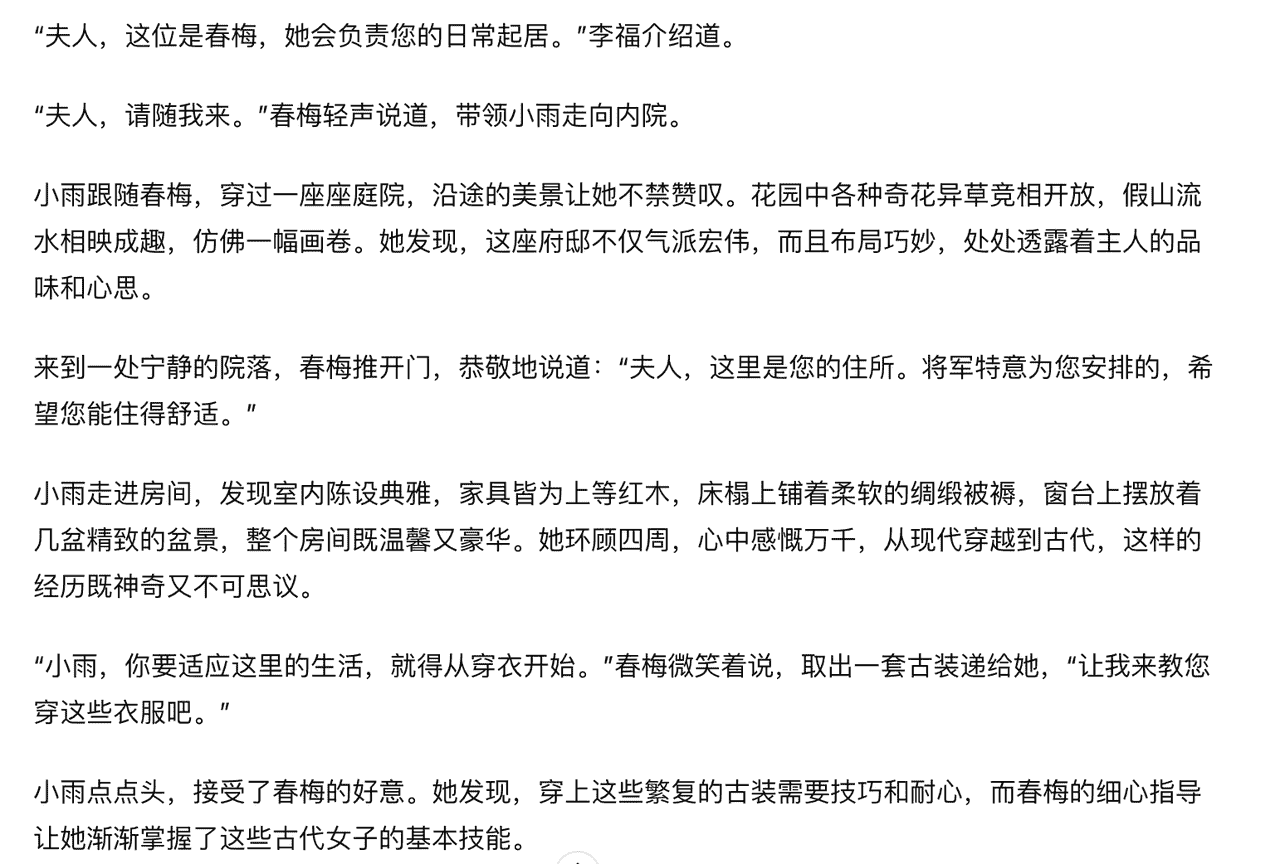 “夫人，这位是春梅，她会负责您的日常起居。”李福介绍道。
“夫人，请随我来。”春梅轻声说道，带领小雨走向内院。
小雨跟随春梅，穿过一座座庭院，沿途的美景让她不禁赞叹。花园中各种奇花异草竞相开放，假山流
水相映成趣，仿佛一幅画卷。她发现，这座府邸不仅气派宏伟，而且布局巧妙，处处透露着主人的品
味和心思。
来到一处宁静的院落，春梅推开门，恭敬地说道：“夫人，这里是您的住所。将军特意为您安排的，希
望您能住得舒适。”
小雨走进房间，发现室内陈设典雅，家具皆为上等红木，床榻上铺着柔软的绸缎被褥，窗台上摆放着
几盆精致的盆景，整个房间既温馨又豪华。她环顾四周，心中感慨万千，从现代穿越到古代，这样的
经历既神奇又不可思议。
“小雨，你要适应这里的生活，就得从穿衣开始。”春梅微笑着说，取出一套古装递给她，“让我来教您
穿这些衣服吧。”
小雨点点头，接受了春梅的好意。她发现，穿上这些繁复的古装需要技巧和耐心，而春梅的细心指导
让她渐渐掌握了这些古代女子的基本技能。